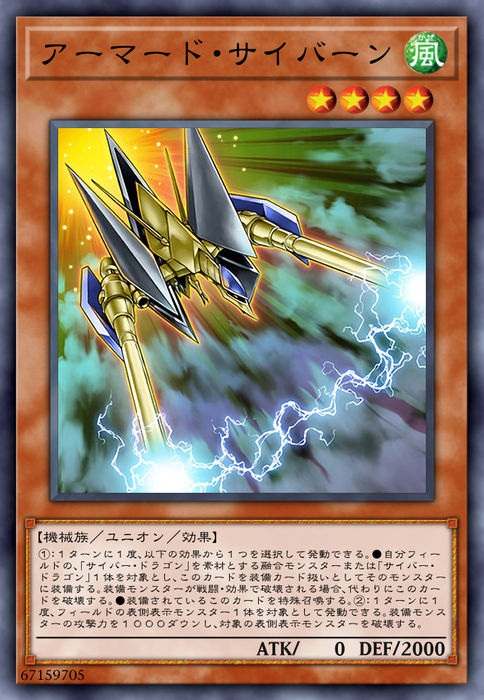 アーマード・サイバーン
風
かぜ
【機械族／ユニオン／効果】
①：１ターンに１度、以下の効果から１つを選択して発動できる。●自分フィー
ルドの、「サイバー・ドラゴン」を素材とする融合モンスターまたは「サイバー・
ドラゴン」１体を対象とし、このカードを装備カード扱いとしてそのモンスター
に装備する。装備モンスターが戦闘・効果で破壊される場合、代わりにこのカー
ドを破壊する。●装備されているこのカードを特殊召喚する。②：１ターンに１
度、フィールドの表側表示モンスター１体を対象として発動できる。装備モンス
ターの攻撃力を１０００ダウンし、対象の表側表示モンスターを破壊する。
ATK/ 0 DEF/2000
67159705